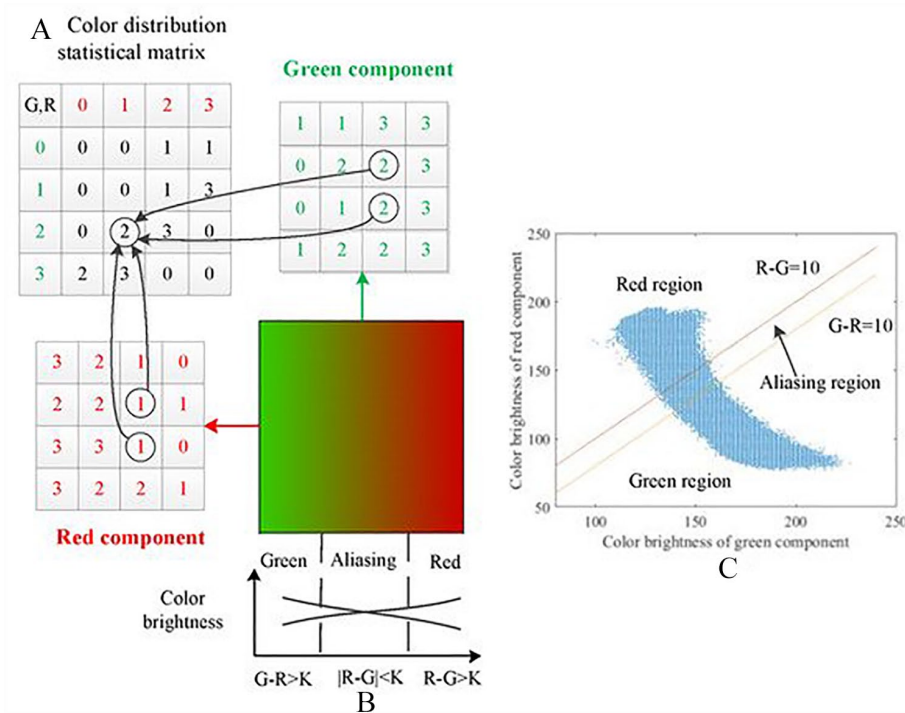 A
Color distribution
statistical matrix
G,R 0 1 2 3
0 0 0 1 1
1 0 0 1 3
2 0 2 3 0
3 2 3 0 0
Green component
1 1 3 3
0 2 2 3
0 1 2 3
1 2 2 3
3 2 1 0
2 2 1 1
3 3 1 0
3 2 2 1
Red component
Green Aliasing Red
Color
brightness
G-R>K |R-G|<K R-G>K
B
250
200
150
100
50
Color brightness of red component
Red region
R-G=10
G-R=10
Aliasing region
Green region
100 150 200 250
Color brightness of green component
C